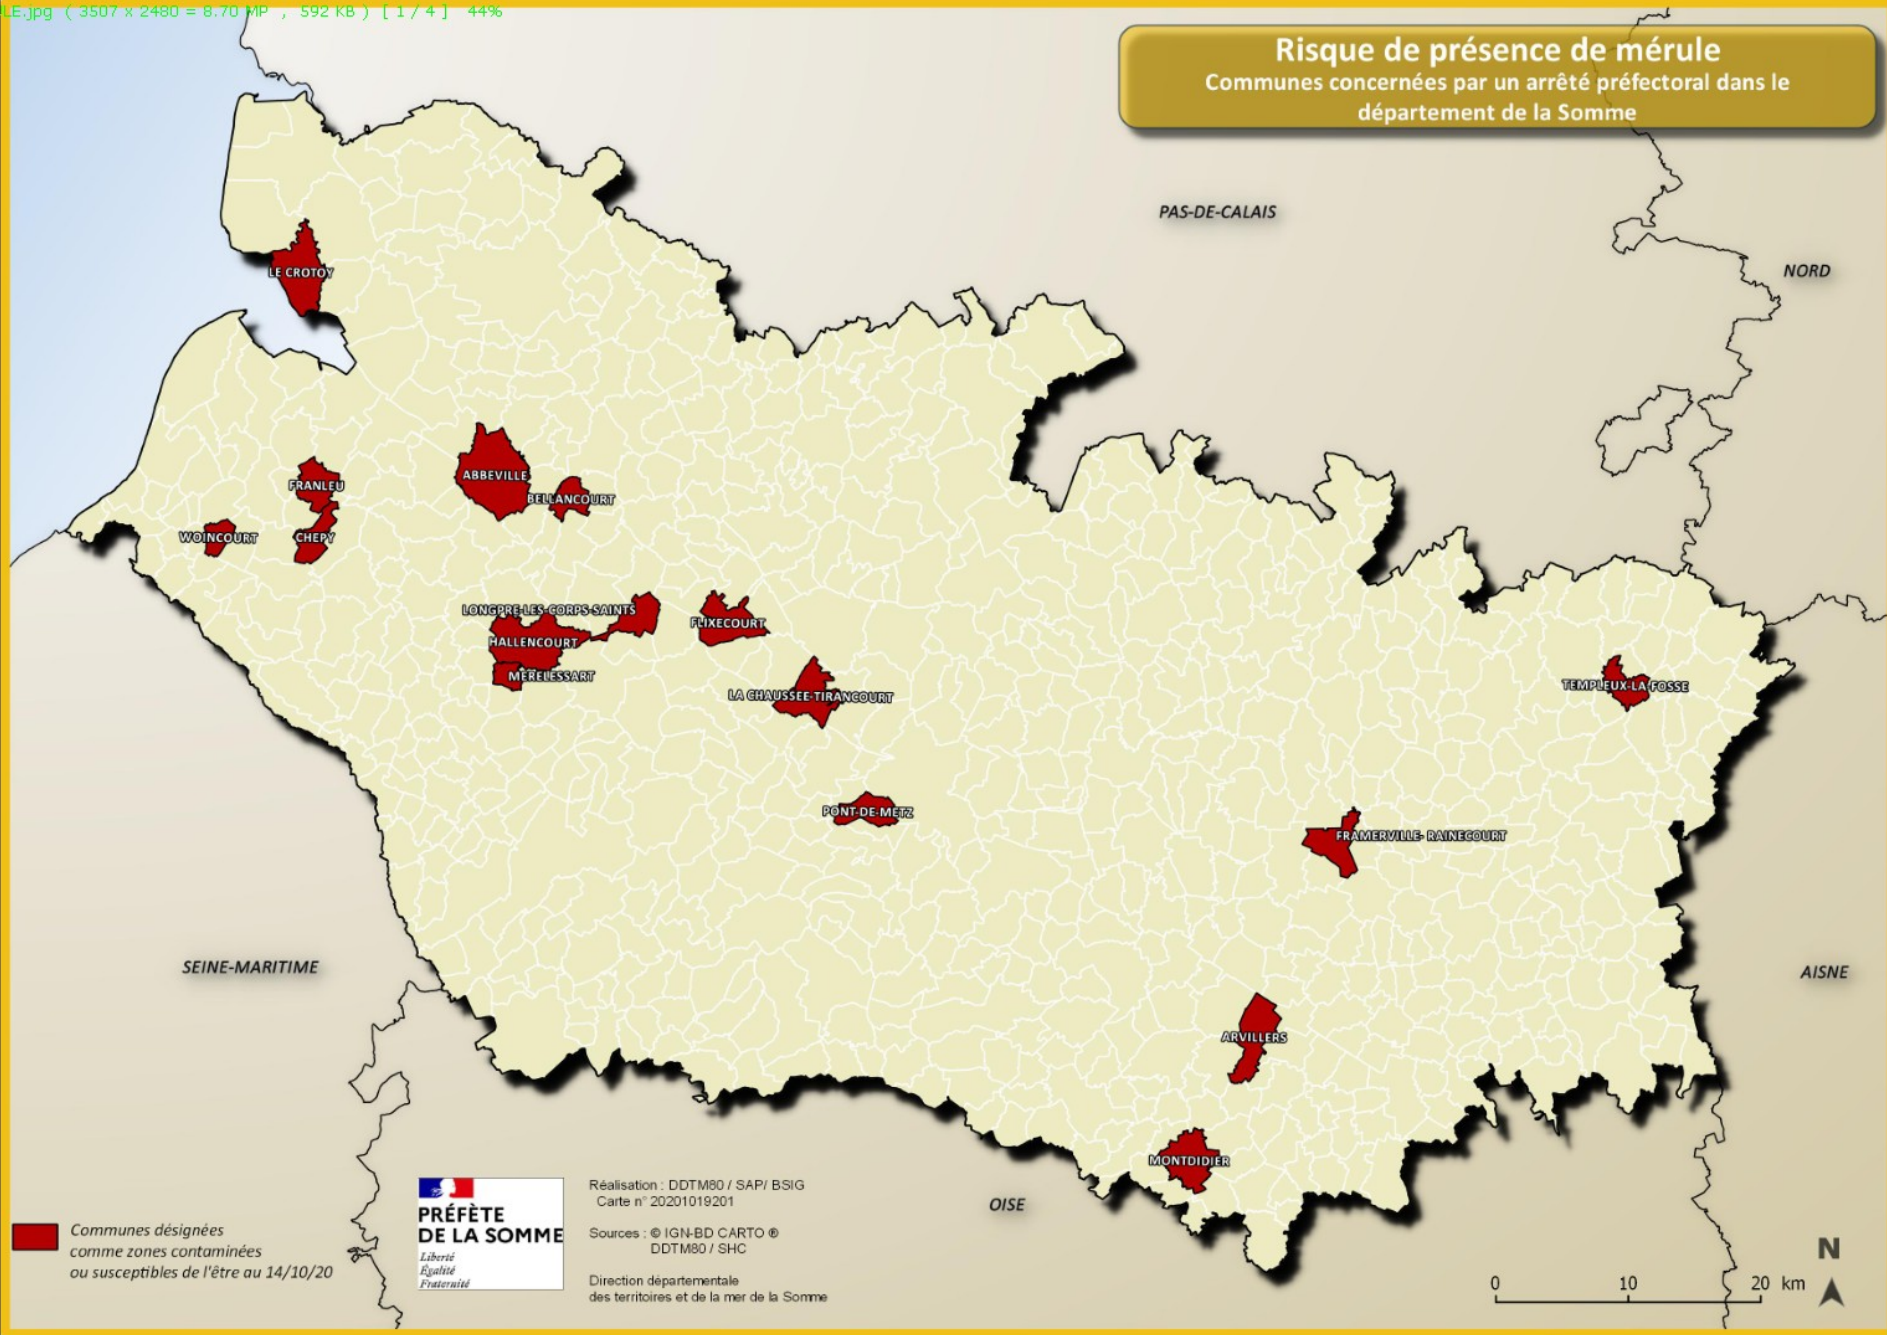 LE.jpg ( 3507 x 2480 = 8.70 MP , 592 KB ) [ 1 / 4 ] 44%
Risque de présence de mérule
Communes concernées par un arrêté préfectoral dans le
département de la Somme
PAS-DE-CALAIS
NORD
LE CROTOY
ABBEVILLE
FRANLEU
BELLANCOURT
WOINCOURT
CHEPY
LONGPRE-LES-CORPS-SAINTS
FLIXECOURT
HALLENCOURT
MERELESSART
LA CHAUSSEE-TIRANCOURT
TEMPLEUX-LA-FOSSE
PONT-DE-METZ
FRAMERVILLE- RAINECOURT
SEINE-MARITIME
AISNE
ARVILLERS
MONTDIDIER
OISE
Communes désignées
comme zones contaminées
ou susceptibles de l'être au 14/10/20
PRÉFÈTE
DE LA SOMME
Liberté
Égalité
Fraternité
Réalisation : DDTM80 / SAP/ BSIG
Carte n° 20201019201
Sources : © IGN-BD CARTO ®
DDTM80 / SHC
Direction départementale
des territoires et de la mer de la Somme
N
0 10 20 km